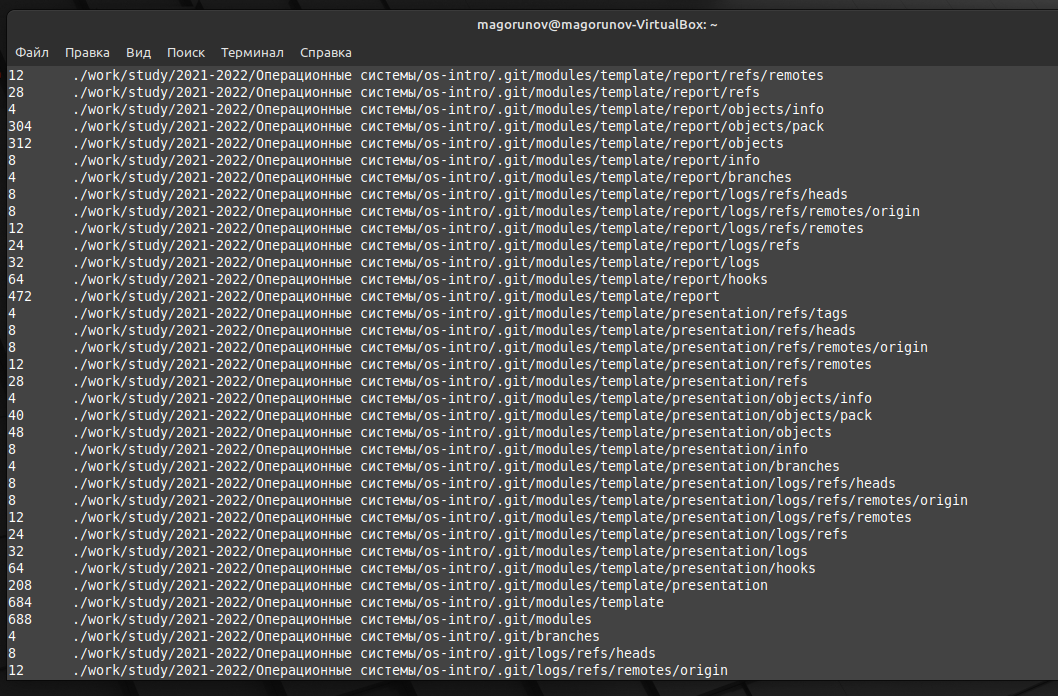 magorunov@magorunov-VirtualBox: ~
Файл Правка Вид Поиск Терминал Справка
12 ./work/study/2021-2022/Операционные системы/os-intro/.git/modules/template/report/refs/remotes
28 ./work/study/2021-2022/Операционные системы/os-intro/.git/modules/template/report/refs
4 ./work/study/2021-2022/Операционные системы/os-intro/.git/modules/template/report/objects/info
304 ./work/study/2021-2022/Операционные системы/os-intro/.git/modules/template/report/objects/pack
312 ./work/study/2021-2022/Операционные системы/os-intro/.git/modules/template/report/objects
8 ./work/study/2021-2022/Операционные системы/os-intro/.git/modules/template/report/info
4 ./work/study/2021-2022/Операционные системы/os-intro/.git/modules/template/report/branches
8 ./work/study/2021-2022/Операционные системы/os-intro/.git/modules/template/report/logs/refs/heads
8 ./work/study/2021-2022/Операционные системы/os-intro/.git/modules/template/report/logs/refs/remotes/origin
12 ./work/study/2021-2022/Операционные системы/os-intro/.git/modules/template/report/logs/refs/remotes
24 ./work/study/2021-2022/Операционные системы/os-intro/.git/modules/template/report/logs/refs
32 ./work/study/2021-2022/Операционные системы/os-intro/.git/modules/template/report/logs
64 ./work/study/2021-2022/Операционные системы/os-intro/.git/modules/template/report/hooks
472 ./work/study/2021-2022/Операционные системы/os-intro/.git/modules/template/report
4 ./work/study/2021-2022/Операционные системы/os-intro/.git/modules/template/presentation/refs/tags
8 ./work/study/2021-2022/Операционные системы/os-intro/.git/modules/template/presentation/refs/heads
8 ./work/study/2021-2022/Операционные системы/os-intro/.git/modules/template/presentation/refs/remotes/origin
12 ./work/study/2021-2022/Операционные системы/os-intro/.git/modules/template/presentation/refs/remotes
28 ./work/study/2021-2022/Операционные системы/os-intro/.git/modules/template/presentation/refs
4 ./work/study/2021-2022/Операционные системы/os-intro/.git/modules/template/presentation/objects/info
40 ./work/study/2021-2022/Операционные системы/os-intro/.git/modules/template/presentation/objects/pack
48 ./work/study/2021-2022/Операционные системы/os-intro/.git/modules/template/presentation/objects
8 ./work/study/2021-2022/Операционные системы/os-intro/.git/modules/template/presentation/info
4 ./work/study/2021-2022/Операционные системы/os-intro/.git/modules/template/presentation/branches
8 ./work/study/2021-2022/Операционные системы/os-intro/.git/modules/template/presentation/logs/refs/heads
8 ./work/study/2021-2022/Операционные системы/os-intro/.git/modules/template/presentation/logs/refs/remotes/origin
12 ./work/study/2021-2022/Операционные системы/os-intro/.git/modules/template/presentation/logs/refs/remotes
24 ./work/study/2021-2022/Операционные системы/os-intro/.git/modules/template/presentation/logs/refs
32 ./work/study/2021-2022/Операционные системы/os-intro/.git/modules/template/presentation/logs
64 ./work/study/2021-2022/Операционные системы/os-intro/.git/modules/template/presentation/hooks
208 ./work/study/2021-2022/Операционные системы/os-intro/.git/modules/template/presentation
684 ./work/study/2021-2022/Операционные системы/os-intro/.git/modules/template
688 ./work/study/2021-2022/Операционные системы/os-intro/.git/modules
4 ./work/study/2021-2022/Операционные системы/os-intro/.git/branches
8 ./work/study/2021-2022/Операционные системы/os-intro/.git/logs/refs/heads
12 ./work/study/2021-2022/Операционные системы/os-intro/.git/logs/refs/remotes/origin